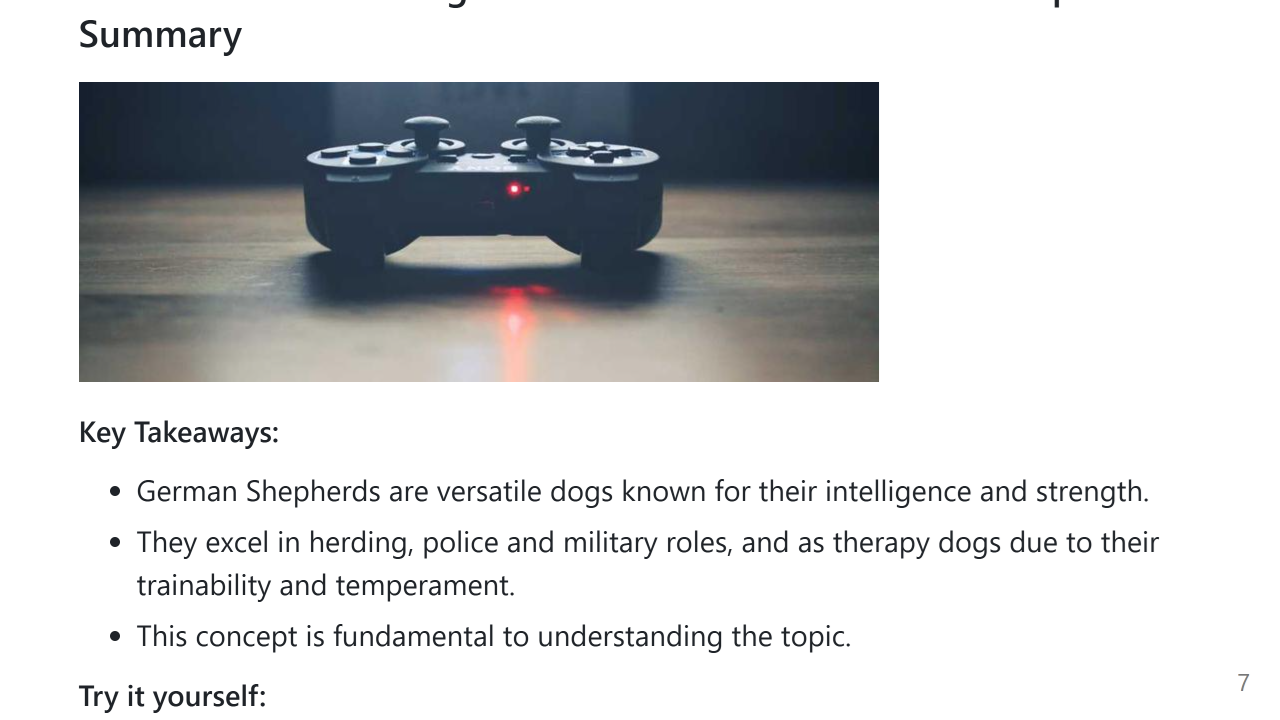 Summary
Key Takeaways:
• German Shepherds are versatile dogs known for their intelligence and strength.
• They excel in herding, police and military roles, and as therapy dogs due to their
trainability and temperament.
• This concept is fundamental to understanding the topic.
Try it yourself:
7